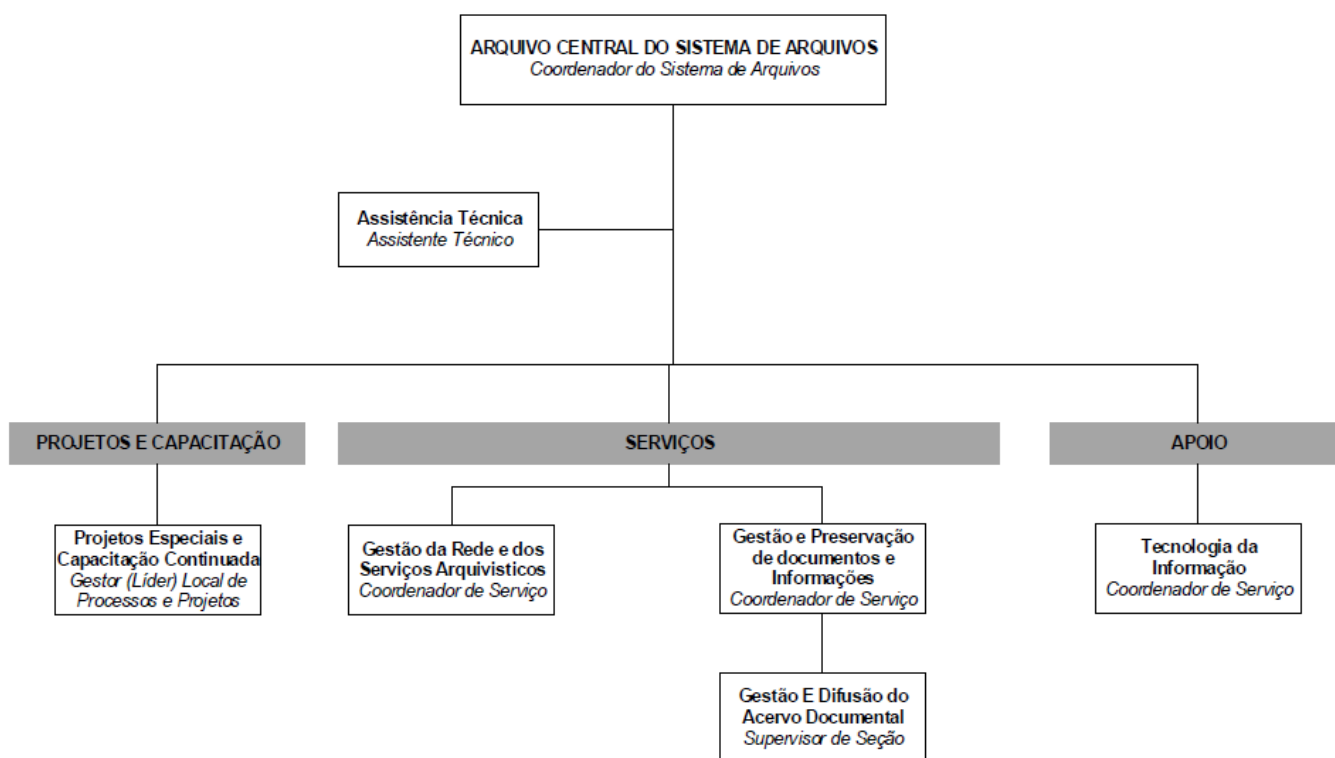 ARQUIVO CENTRAL DO SISTEMA DE ARQUIVOS
Coordenador do Sistema de Arquivos
Assistência Técnica
Assistente Técnico
PROJETOS E CAPACITAÇÃO
SERVIÇOS
APOIO
Projetos Especiais e
Capacitação Continuada
Gestor (Líder) Local de
Processos e Projetos
Gestão da Rede e dos
Serviços Arquivisticos
Coordenador de Serviço
Gestão e Preservação
de documentos e
Informações
Coordenador de Serviço
Tecnologia da
Informação
Coordenador de Serviço
Gestão E Difusão do
Acervo Documental
Supervisor de Seção